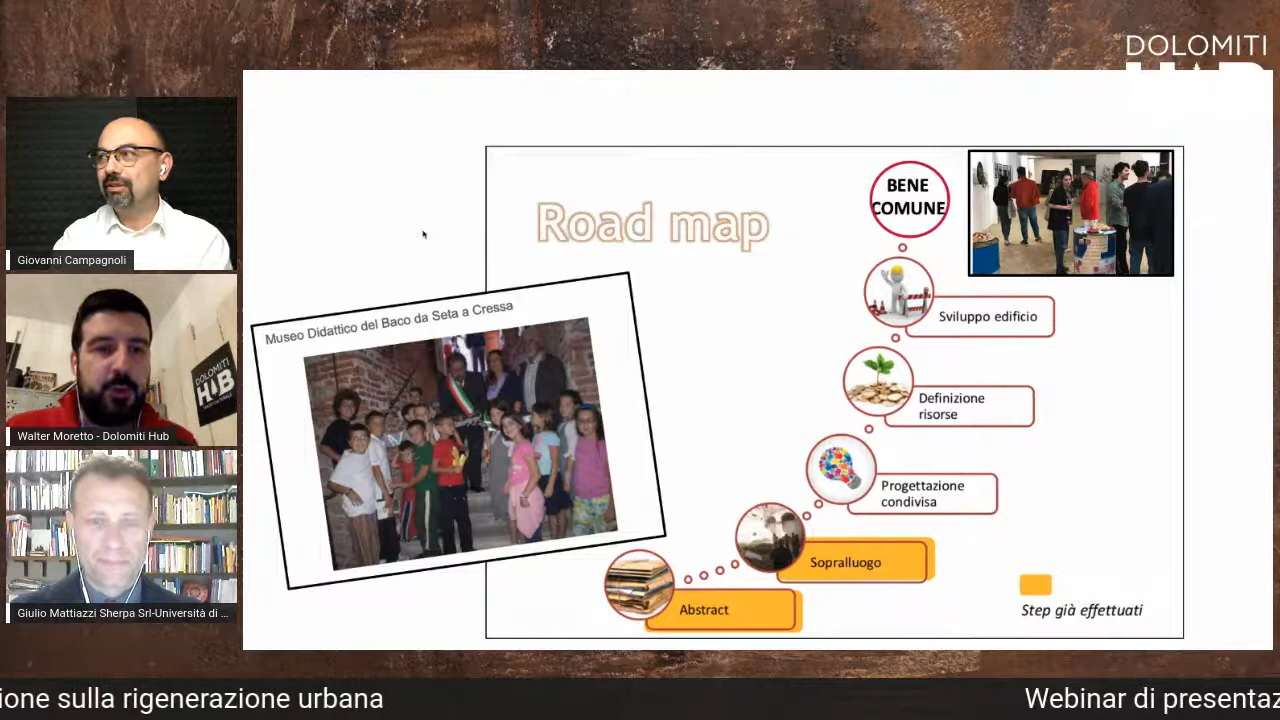 DOLOMITI
Giovanni Campagnoli
DOLOMITI
HUB
Walter Moretto - Dolomiti Hub
Giulio Mattiazzi Sherpa Srl-Università di ...
Road map
Museo Didattico del Baco da Seta a Cressa
BENE
COMUNE
Sviluppo edificio
Definizione
risorse
Progettazione
condivisa
Sopralluogo
Abstract
Step già effettuati
ione sulla rigenerazione urbana
Webinar di presentaz